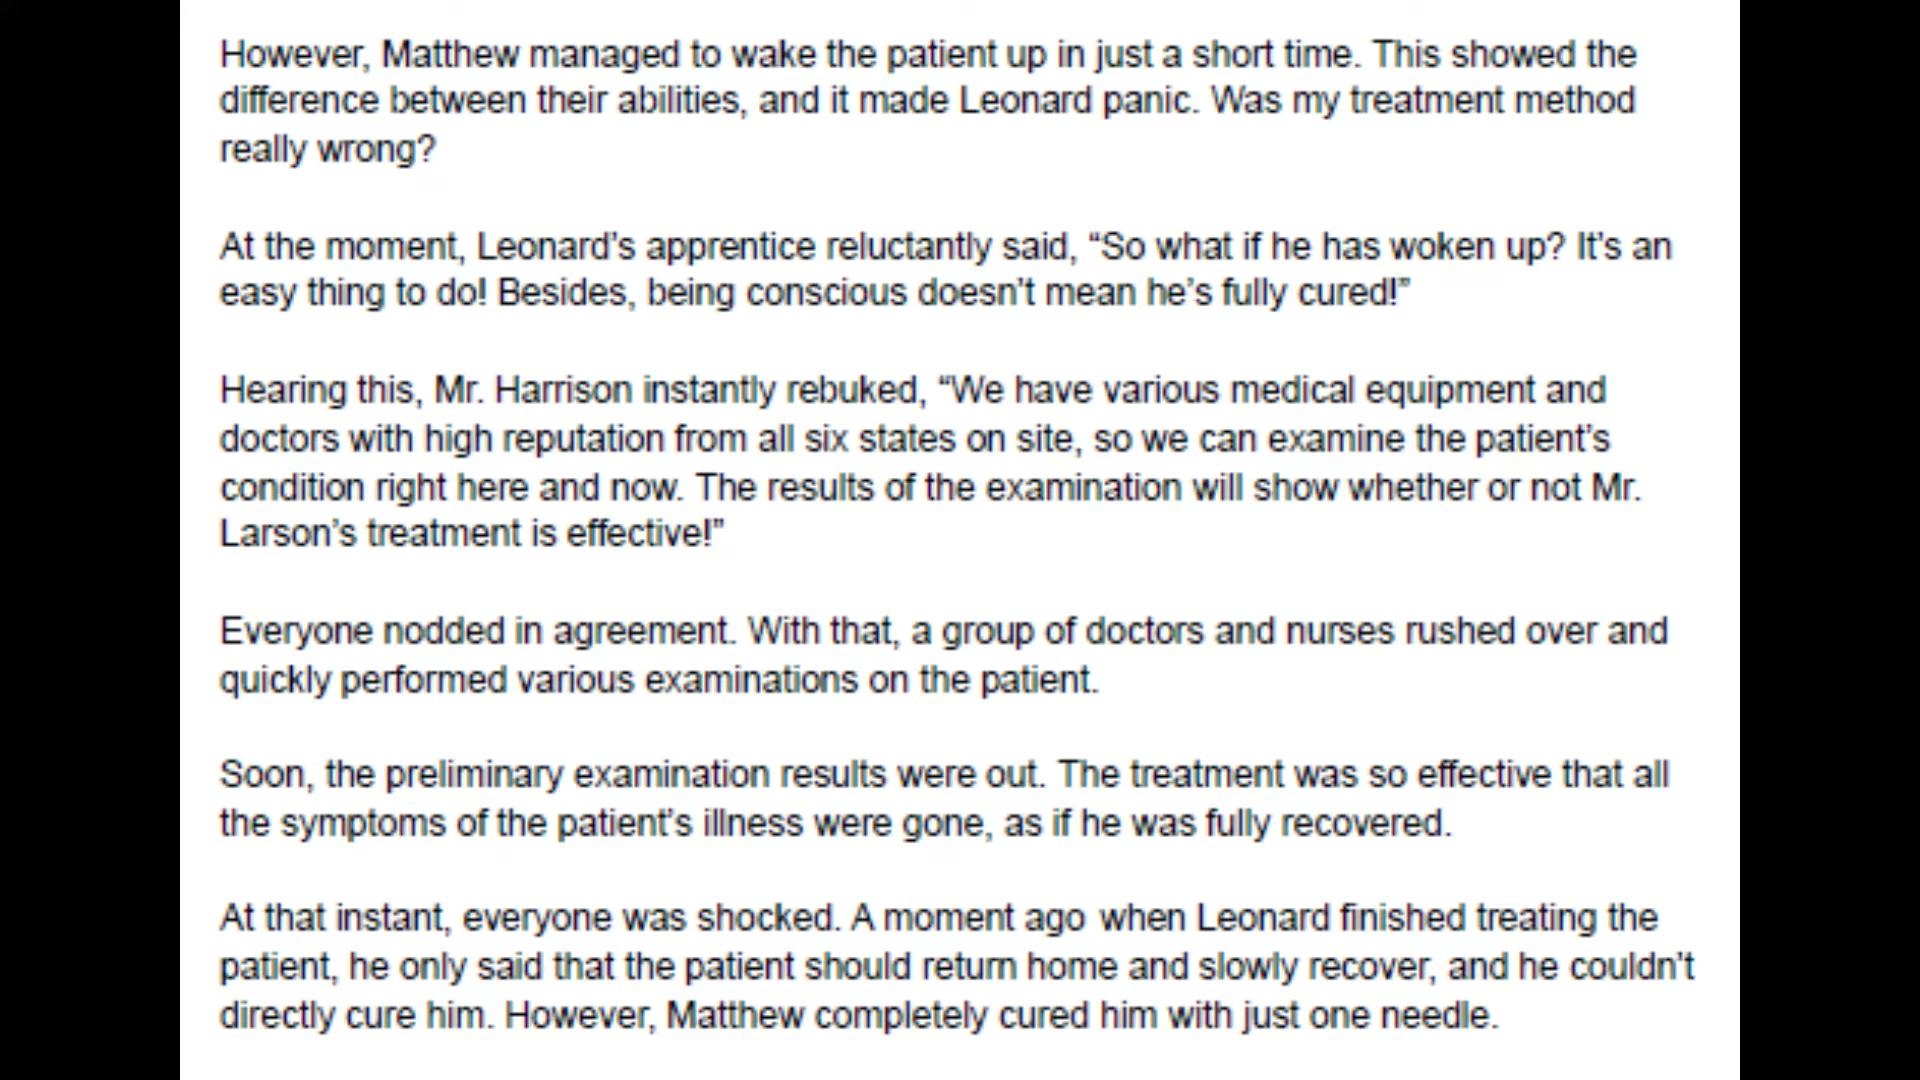 However, Matthew managed to wake the patient up in just a short time. This showed the
difference between their abilities, and it made Leonard panic. Was my treatment method
really wrong?
At the moment, Leonard’s apprentice reluctantly said, “So what if he has woken up? It’s an
easy thing to do! Besides, being conscious doesn’t mean he’s fully cured!”
Hearing this, Mr. Harrison instantly rebuked, “We have various medical equipment and
doctors with high reputation from all six states on site, so we can examine the patient’s
condition right here and now. The results of the examination will show whether or not Mr.
Larson’s treatment is effective!”
Everyone nodded in agreement. With that, a group of doctors and nurses rushed over and
quickly performed various examinations on the patient.
Soon, the preliminary examination results were out. The treatment was so effective that all
the symptoms of the patient’s illness were gone, as if he was fully recovered.
At that instant, everyone was shocked. A moment ago when Leonard finished treating the
patient, he only said that the patient should return home and slowly recover, and he couldn’t
directly cure him. However, Matthew completely cured him with just one needle.